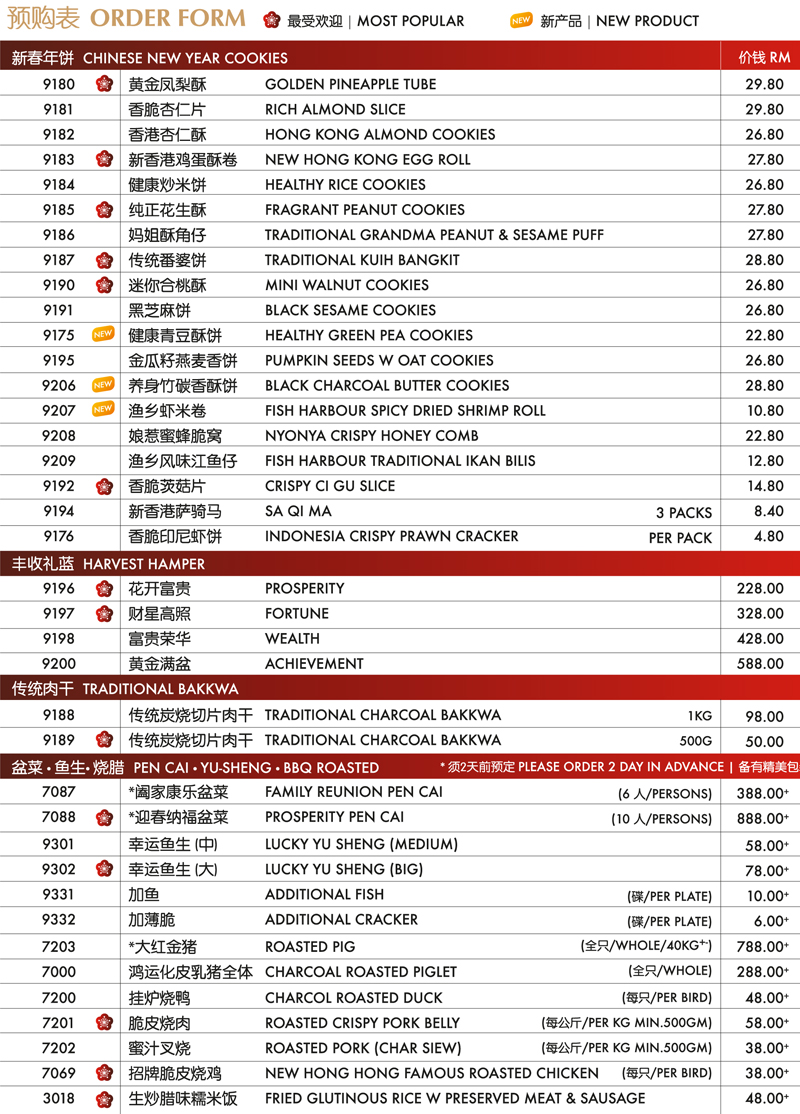 预购表 ORDER FORM 最受欢迎 | MOST POPULAR NEW 新产品 | NEW PRODUCT
新春年饼 CHINESE NEW YEAR COOKIES 价钱 RM
9180 黄金凤梨酥 GOLDEN PINEAPPLE TUBE 29.80
9181 香脆杏仁片 RICH ALMOND SLICE 29.80
9182 香港杏仁酥 HONG KONG ALMOND COOKIES 26.80
9183 新香港鸡蛋酥卷 NEW HONG KONG EGG ROLL 27.80
9184 健康炒米饼 HEALTHY RICE COOKIES 26.80
9185 纯正花生酥 FRAGRANT PEANUT COOKIES 27.80
9186 妈姐酥角仔 TRADITIONAL GRANDMA PEANUT & SESAME PUFF 27.80
9187 传统番婆饼 TRADITIONAL KUIH BANGKIT 28.80
9190 迷你合桃酥 MINI WALNUT COOKIES 26.80
9191 黑芝麻饼 BLACK SESAME COOKIES 26.80
9175 NEW 健康青豆酥饼 HEALTHY GREEN PEA COOKIES 22.80
9195 金瓜籽燕麦香饼 PUMPKIN SEEDS W OAT COOKIES 26.80
9206 NEW 养身竹碳香酥饼 BLACK CHARCOAL BUTTER COOKIES 28.80
9207 NEW 渔乡虾米卷 FISH HARBOUR SPICY DRIED SHRIMP ROLL 10.80
9208 娘惹蜜蜂脆窝 NYONYA CRISPY HONEY COMB 22.80
9209 渔乡风味江鱼仔 FISH HARBOUR TRADITIONAL IKAN BILIS 12.80
9192 香脆茨菇片 CRISPY CI GU SLICE 14.80
9194 新香港萨骑马 SA QI MA 3 PACKS 8.40
9176 香脆印尼虾饼 INDONESIA CRISPY PRAWN CRACKER PER PACK 4.80
丰收礼蓝 HARVEST HAMPER
9196 花开富贵 PROSPERITY 228.00
9197 财星高照 FORTUNE 328.00
9198 富贵荣华 WEALTH 428.00
9200 黄金满盆 ACHIEVEMENT 588.00
传统肉干 TRADITIONAL BAKKWA
9188 传统炭烧切片肉干 TRADITIONAL CHARCOAL BAKKWA 1KG 98.00
9189 传统炭烧切片肉干 TRADITIONAL CHARCOAL BAKKWA 500G 50.00
盆菜 • 鱼生 • 烧腊 PEN CAI • YU-SHENG • BBQ ROASTED * 须2天前预定 PLEASE ORDER 2 DAY IN ADVANCE | 备有精美包
7087 *阖家康乐盆菜 FAMILY REUNION PEN CAI (6 人/PERSONS) 388.00+
7088 *迎春纳福盆菜 PROSPERITY PEN CAI (10 人/PERSONS) 888.00+
9301 幸运鱼生 (中) LUCKY YU SHENG (MEDIUM) 58.00+
9302 幸运鱼生 (大) LUCKY YU SHENG (BIG) 78.00+
9331 加鱼 ADDITIONAL FISH (碟/PER PLATE) 10.00+
9332 加薄脆 ADDITIONAL CRACKER (碟/PER PLATE) 6.00+
7203 *大红金猪 ROASTED PIG (全只/WHOLE/40KG+-) 788.00+
7000 鸿运化皮乳猪全体 CHARCOAL ROASTED PIGLET (全只/WHOLE) 288.00+
7200 挂炉烧鸭 CHARCOL ROASTED DUCK (每只/PER BIRD) 48.00+
7201 脆皮烧肉 ROASTED CRISPY PORK BELLY (每公斤/PER KG MIN.500GM) 58.00+
7202 蜜汁叉烧 ROASTED PORK (CHAR SIEW) (每公斤/PER KG MIN.500GM) 38.00+
7069 招牌脆皮烧鸡 NEW HONG HONG FAMOUS ROASTED CHICKEN (每只/PER BIRD) 38.00+
3018 生炒腊味糯米饭 FRIED GLUTINOUS RICE W PRESERVED MEAT & SAUSAGE 48.00+